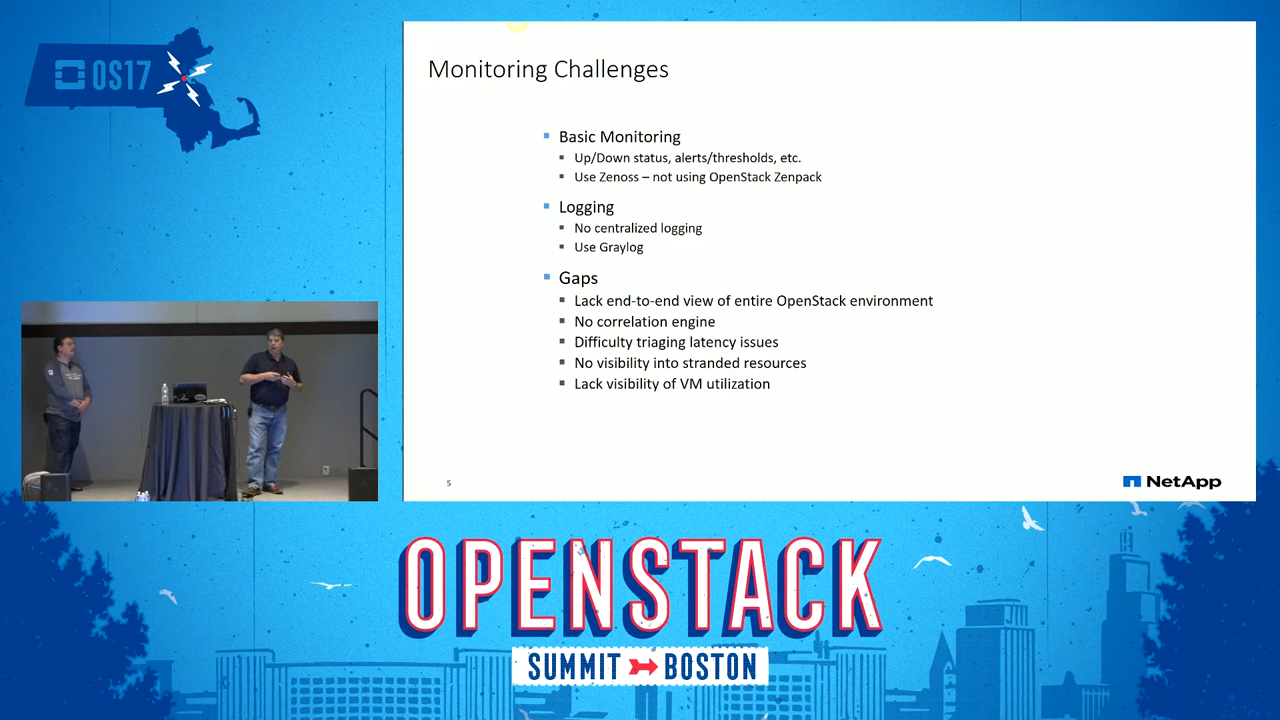 OS17
Monitoring Challenges
Basic Monitoring
Up/Down status, alerts/thresholds, etc.
Use Zenoss – not using OpenStack Zenpack
Logging
No centralized logging
Use Graylog
Gaps
Lack end-to-end view of entire OpenStack environment
No correlation engine
Difficulty triaging latency issues
No visibility into stranded resources
Lack visibility of VM utilization
5
NetApp
OPENSTACK
SUMMIT BOSTON